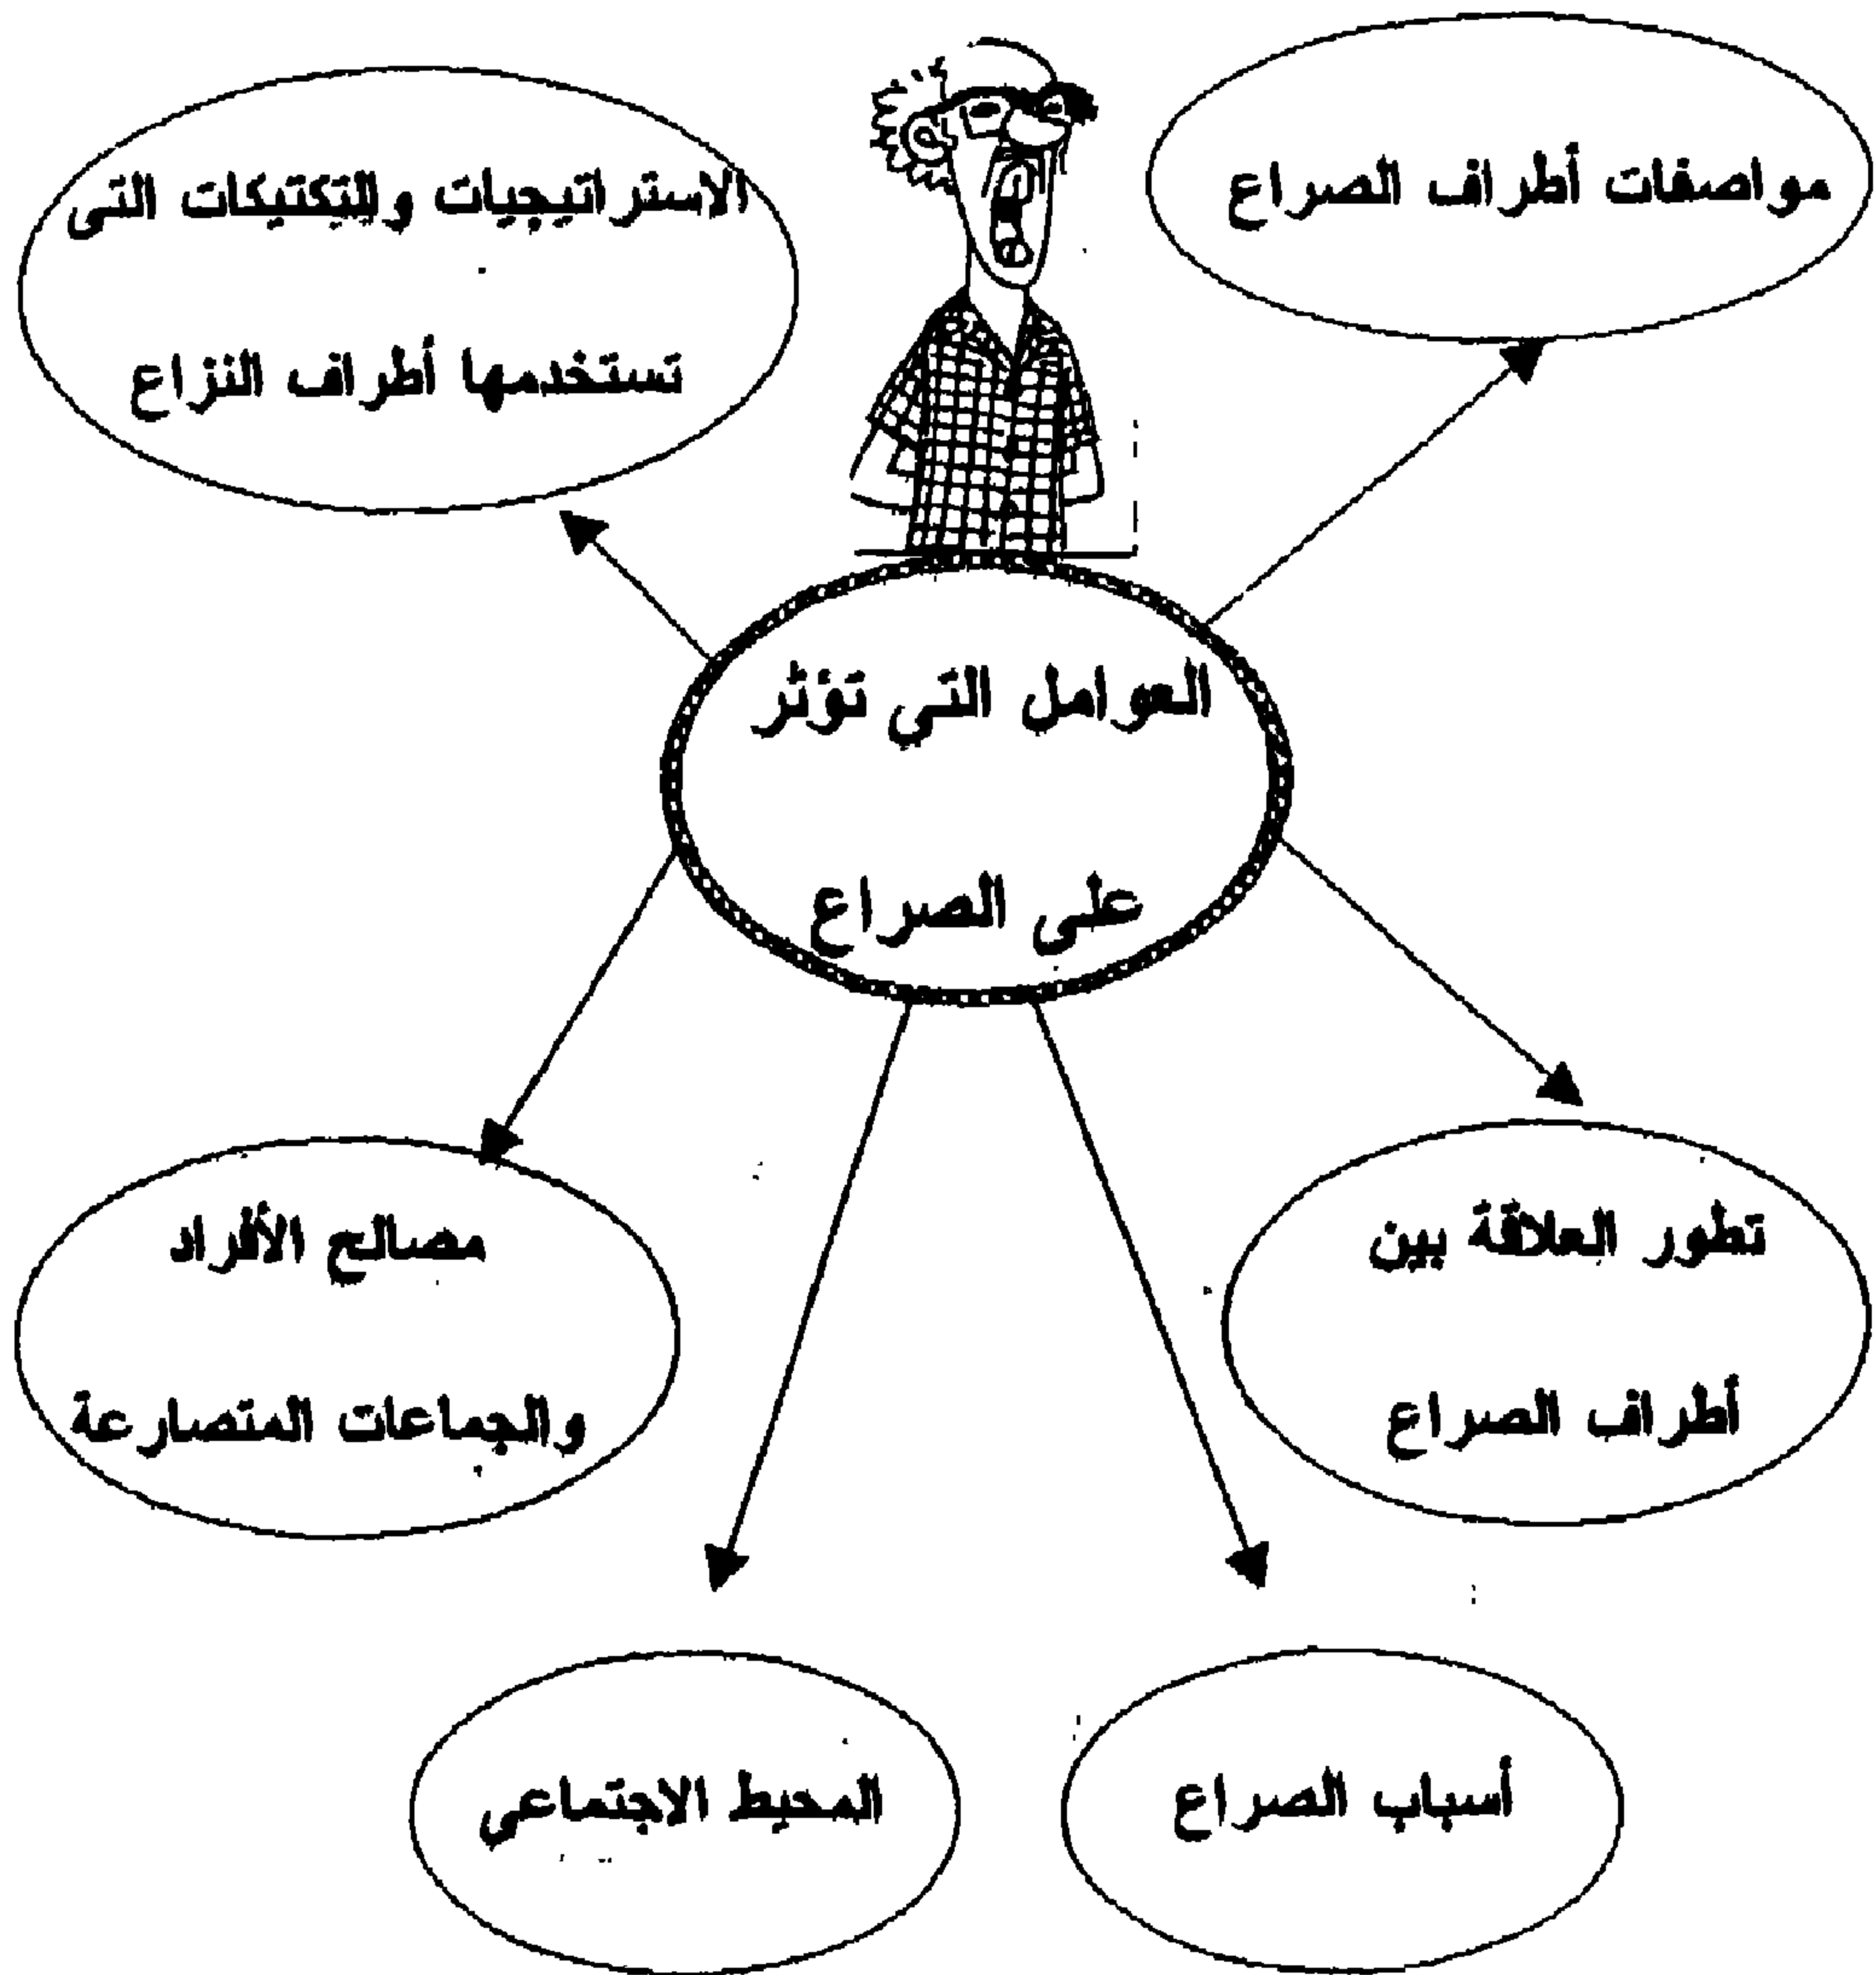 مواصفات أطراف الصراع
الاستراتيجيات والتكتيكات التى
تستخدمها أطراف النزاع
العوامل التي تؤثر
على الصراع
تطور العلاقة بين
أطراف الصراع
مصالح الأفراد
والجماعات المتصارعة
أسباب الصراع
المحيط الاجتماعي